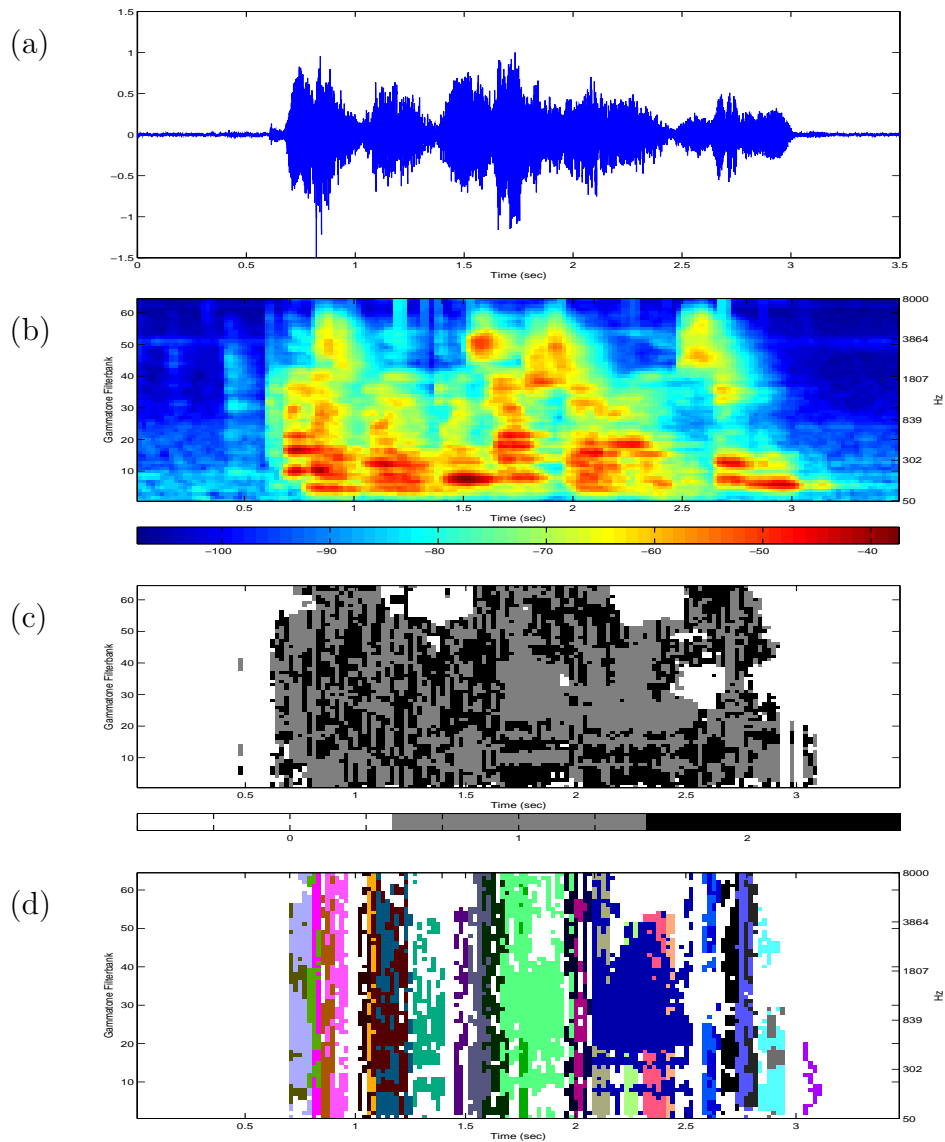 (a)
1.5
1
0.5
0
−0.5
−1
−1.5
0 0.5 1 1.5 2 2.5 3 3.5
Time (sec)
(b)
Gammatone Filterbank
60
50
40
30
20
10
8000
3864
1807
839
302
50
Hz
0.5 1 1.5 2 2.5 3
Time (sec)
−100 −90 −80 −70 −60 −50 −40
(c)
Gammatone Filterbank
60
50
40
30
20
10
0.5 1 1.5 2 2.5 3
Time (sec)
0 1 2
(d)
Gammatone Filterbank
60
50
40
30
20
10
8000
3864
1807
839
302
50
Hz
0.5 1 1.5 2 2.5 3
Time (sec)